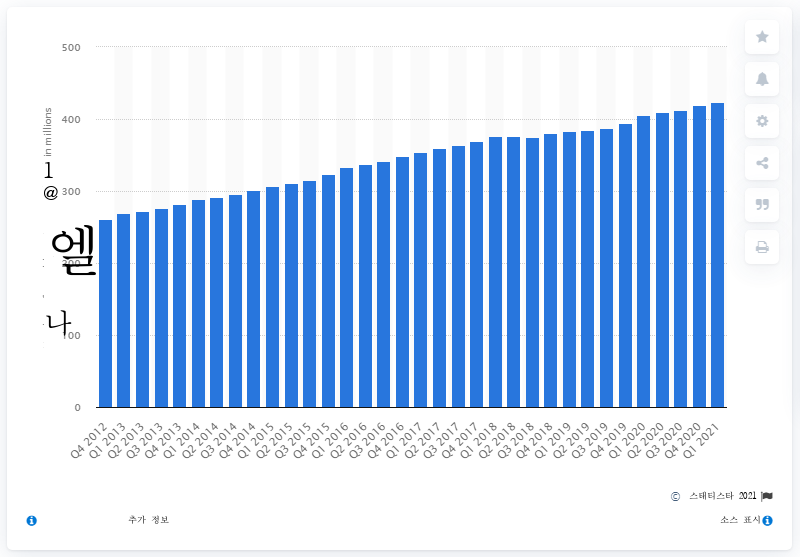 500
400
in millions
1
@
300
엘
200
나
100
0
Q4 2012
Q1 2013
Q2 2013
Q3 2013
Q4 2013
Q1 2014
Q2 2014
Q3 2014
Q4 2014
Q1 2015
Q2 2015
Q3 2015
Q4 2015
Q1 2016
Q2 2016
Q3 2016
Q4 2016
Q1 2017
Q2 2017
Q3 2017
Q4 2017
Q1 2018
Q2 2018
Q3 2018
Q4 2018
Q1 2019
Q2 2019
Q3 2019
Q4 2019
Q1 2020
Q2 2020
Q3 2020
Q4 2020
Q1 2021
© 스태티스타 2021
추가 정보
소스 표시